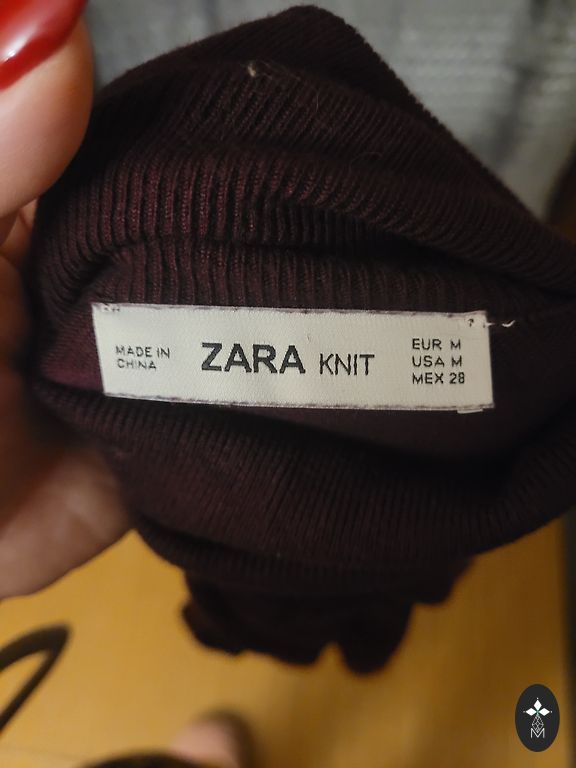 MADE IN
CHINA
ZARA KNIT
EUR M
USA M
MEX 28
M